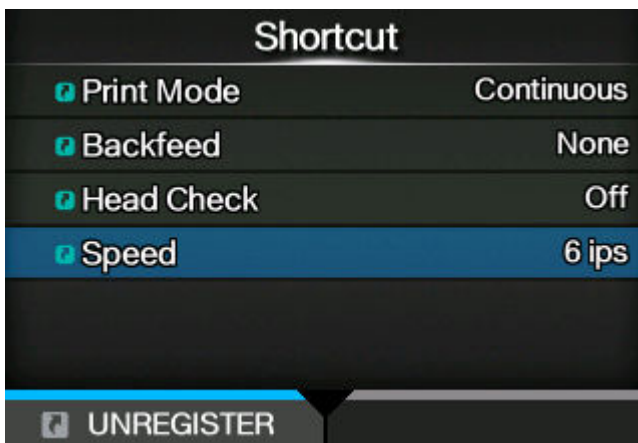 Shortcut
Print Mode Continuous
Backfeed None
Head Check Off
Speed 6 ips
UNREGISTER